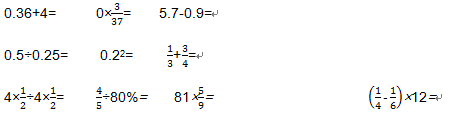 0.36+4=  0×3/37=  5.7-0.9=↵
0.5÷0.25=  0.2²=  1/3+3/4=↵
4×1/2÷4×1/2=  4/5÷80%=  81×5/9=  (1/4-1/6)×12=↵